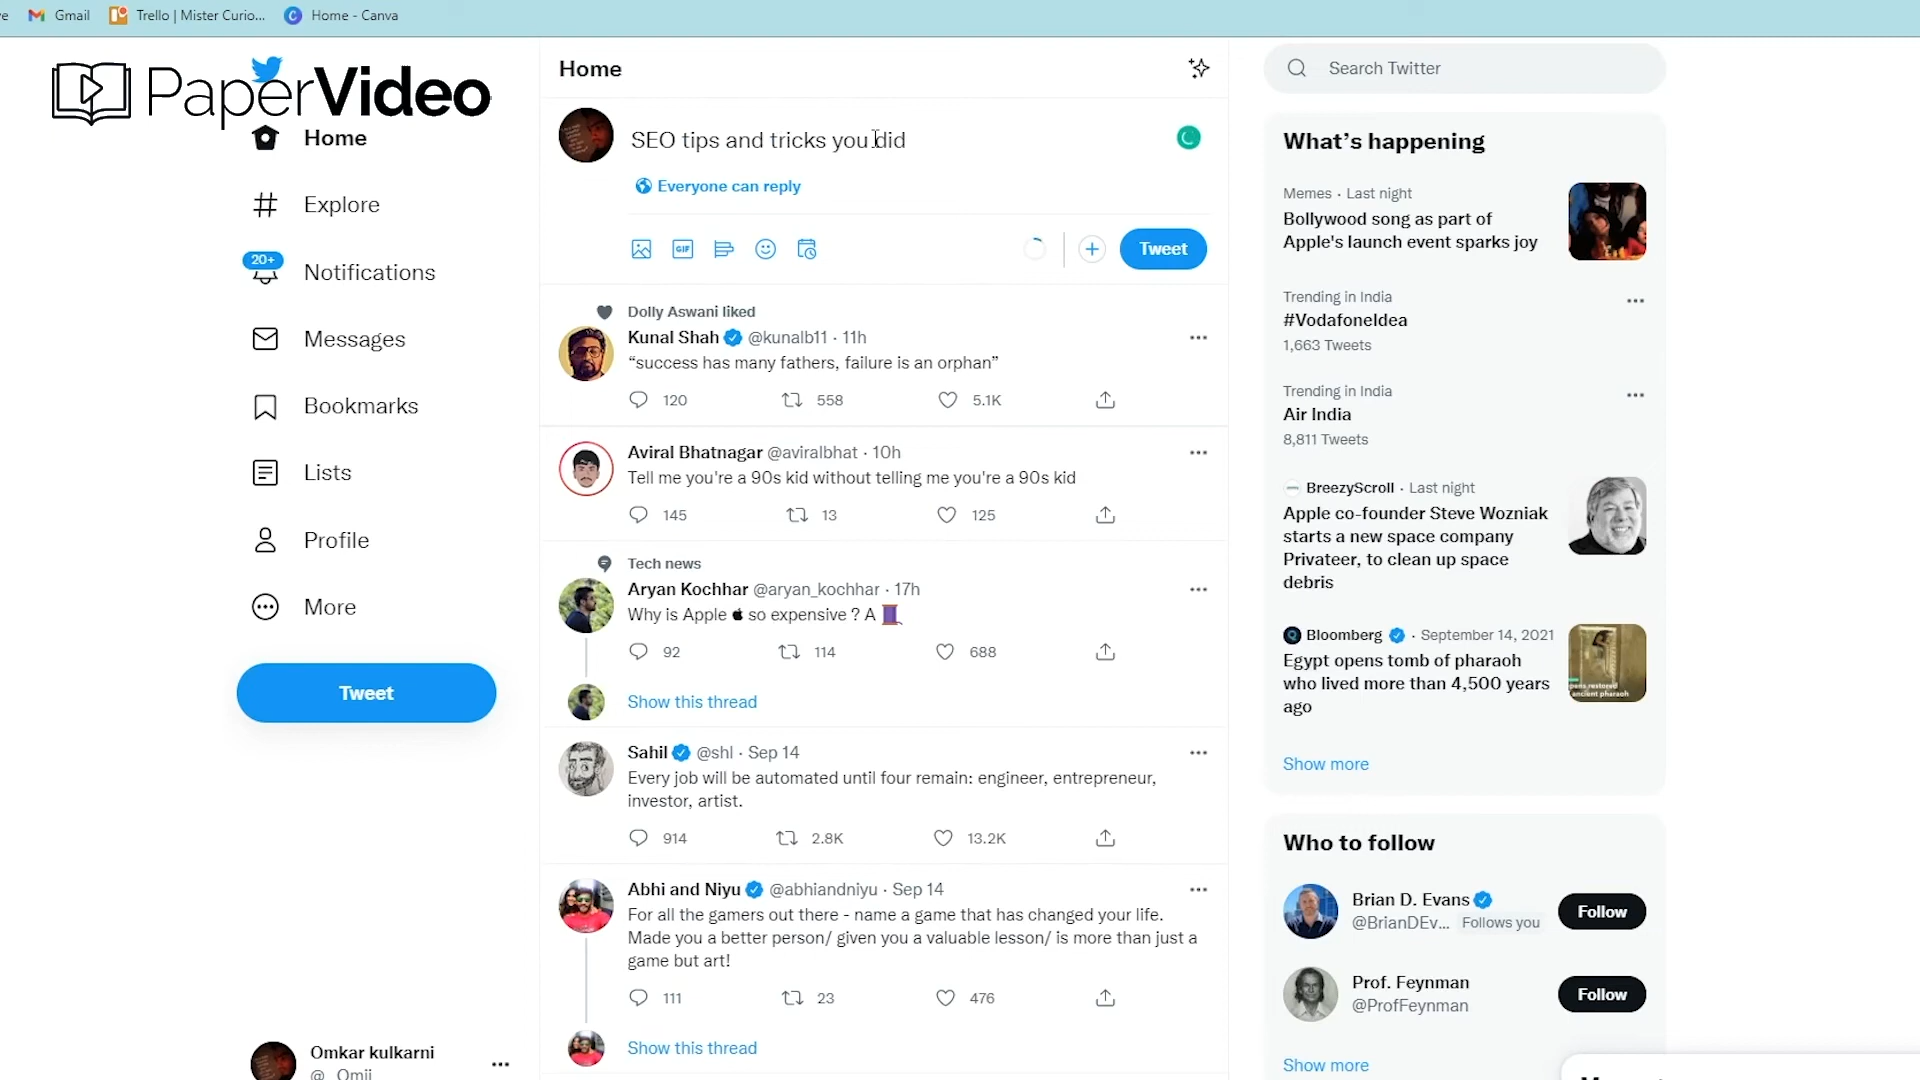 Gmail
Trello | Mister Curio...
Home - Canva
PaperVideo
Home
Explore
20+
Notifications
Messages
Bookmarks
Lists
Profile
More
Tweet
Omkar kulkarni
Home
SEO tips and tricks you did
Everyone can reply
GIF
Tweet
Dolly Aswani liked
Kunal Shah @kunalb11 · 11h
“success has many fathers, failure is an orphan”
120 558 5.1K
Aviral Bhatnagar @aviralbhat · 10h
Tell me you're a 90s kid without telling me you're a 90s kid
145 13 125
Tech news
Aryan Kochhar @aryan_kochhar · 17h
Why is Apple so expensive ? A
92 114 688
Show this thread
Sahil @shl · Sep 14
Every job will be automated until four remain: engineer, entrepreneur,
investor, artist.
914 2.8K 13.2K
Abhi and Niyu @abhiandniyu · Sep 14
For all the gamers out there - name a game that has changed your life.
Made you a better person/ given you a valuable lesson/ is more than just a
game but art!
111 23 476
Show this thread
Search Twitter
What’s happening
Memes · Last night
Bollywood song as part of
Apple's launch event sparks joy
Trending in India
#VodafoneIdea
1,663 Tweets
Trending in India
Air India
8,811 Tweets
BreezyScroll · Last night
Apple co-founder Steve Wozniak
starts a new space company
Privateer, to clean up space
debris
Bloomberg · September 14, 2021
Egypt opens tomb of pharaoh
who lived more than 4,500 years
ago
Show more
Who to follow
Brian D. Evans
@BrianDEv... Follows you
Follow
Prof. Feynman
@ProfFeynman
Follow
Show more